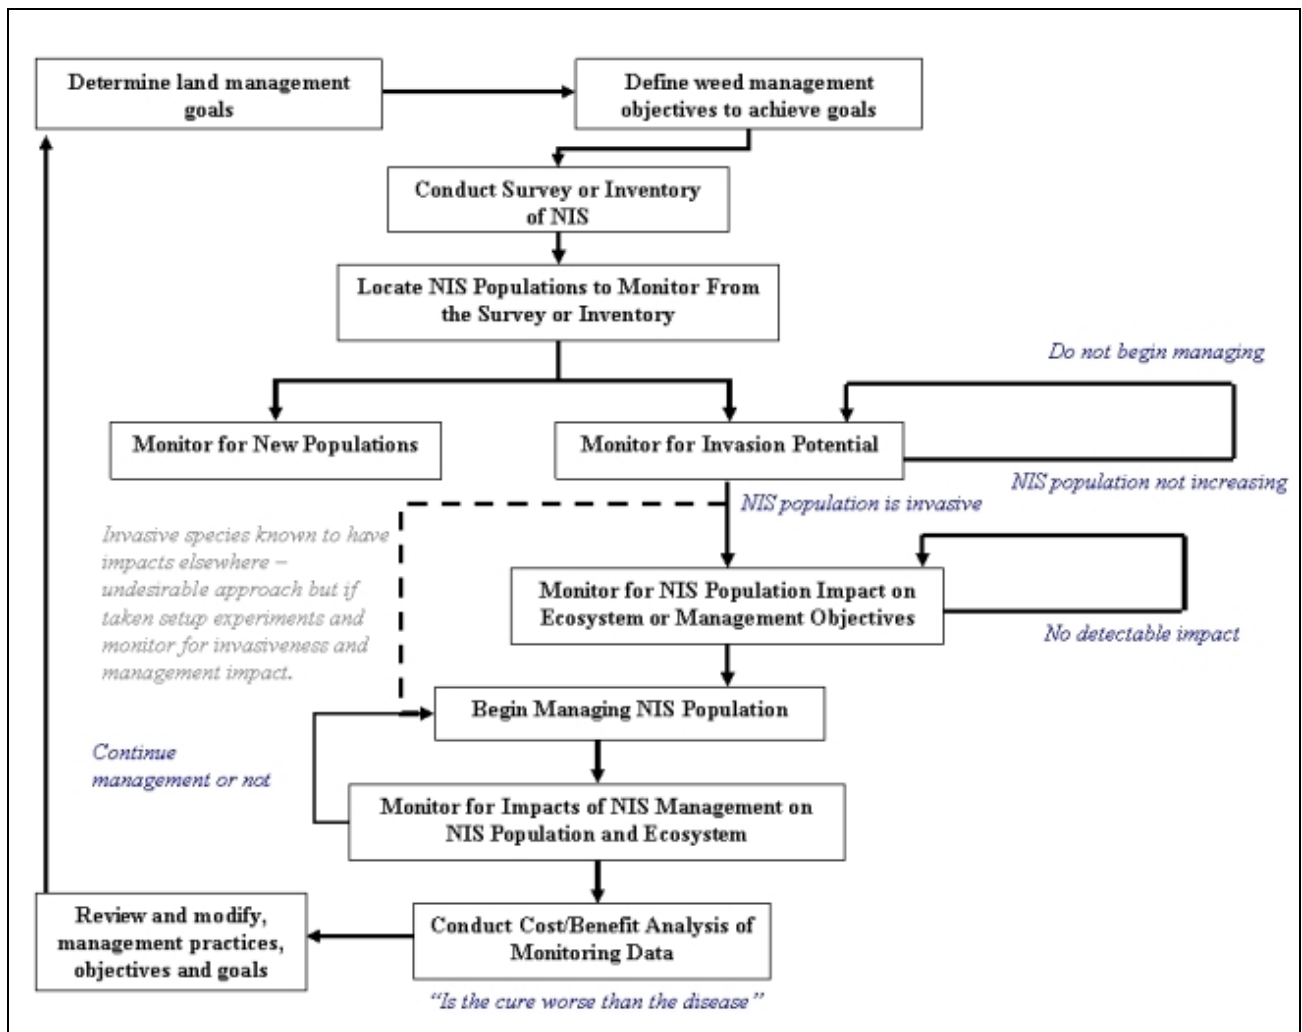 Determine land management
goals
Define weed management
objectives to achieve goals
Conduct Survey or Inventory
of NIS
Locate NIS Populations to Monitor From
the Survey or Inventory
Do not begin managing
Monitor for New Populations
Monitor for Invasion Potential
NIS population not increasing
NIS population is invasive
Invasive species known to have
impacts elsewhere –
undesirable approach but if
taken setup experiments and
monitor for invasiveness and
management impact.
Monitor for NIS Population Impact on
Ecosystem or Management Objectives
No detectable impact
Begin Managing NIS Population
Continue
management or not
Monitor for Impacts of NIS Management on
NIS Population and Ecosystem
Review and modify,
management practices,
objectives and goals
Conduct Cost/Benefit Analysis of
Monitoring Data
“Is the cure worse than the disease”